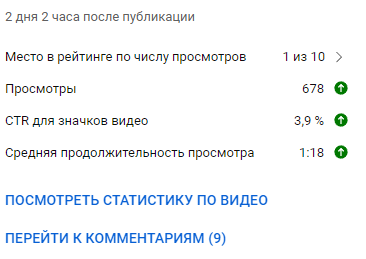 2 дня 2 часа после публикации
Место в рейтинге по числу просмотров 1 из 10
Просмотры 678
CTR для значков видео 3,9 %
Средняя продолжительность просмотра 1:18
ПОСМОТРЕТЬ СТАТИСТИКУ ПО ВИДЕО
ПЕРЕЙТИ К КОММЕНТАРИЯМ (9)